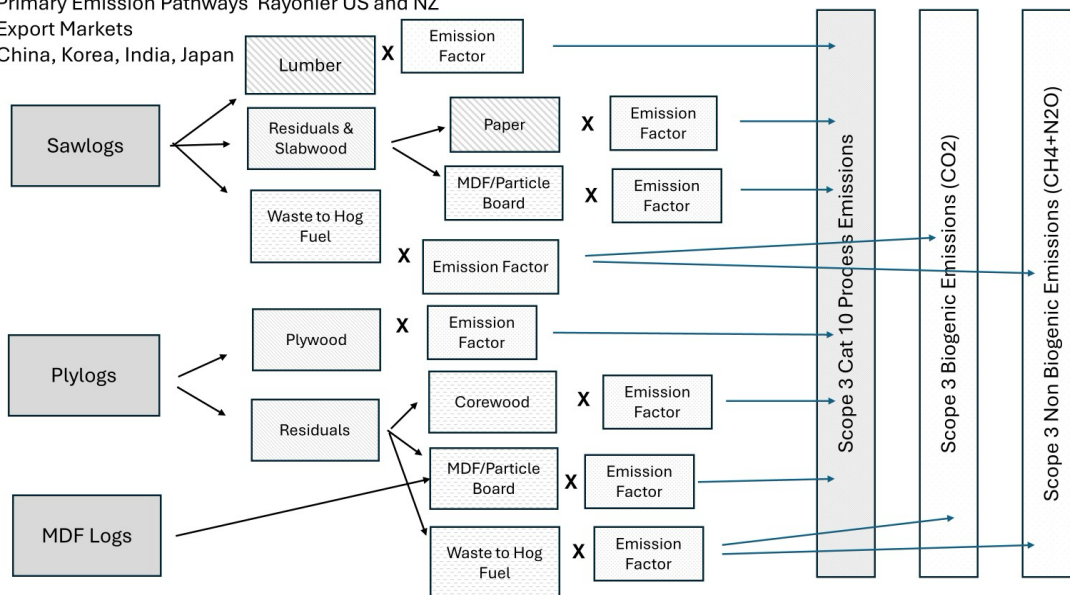 Primary Emission Pathways Rayonier US and NZ
Export Markets
China, Korea, India, Japan
Lumber
X
Emission
Factor
Sawlogs
Residuals &
Slabwood
Paper
X
Emission
Factor
MDF/Particle
Board
X
Emission
Factor
Waste to Hog
Fuel
X
Emission Factor
Plylogs
Plywood
X
Emission
Factor
Residuals
Corewood
X
Emission
Factor
MDF/Particle
Board
X
Emission
Factor
MDF Logs
Waste to Hog
Fuel
X
Emission
Factor
Scope 3 Cat 10 Process Emissions
Scope 3 Biogenic Emissions (CO2)
Scope 3 Non Biogenic Emissions (CH4+N2O)